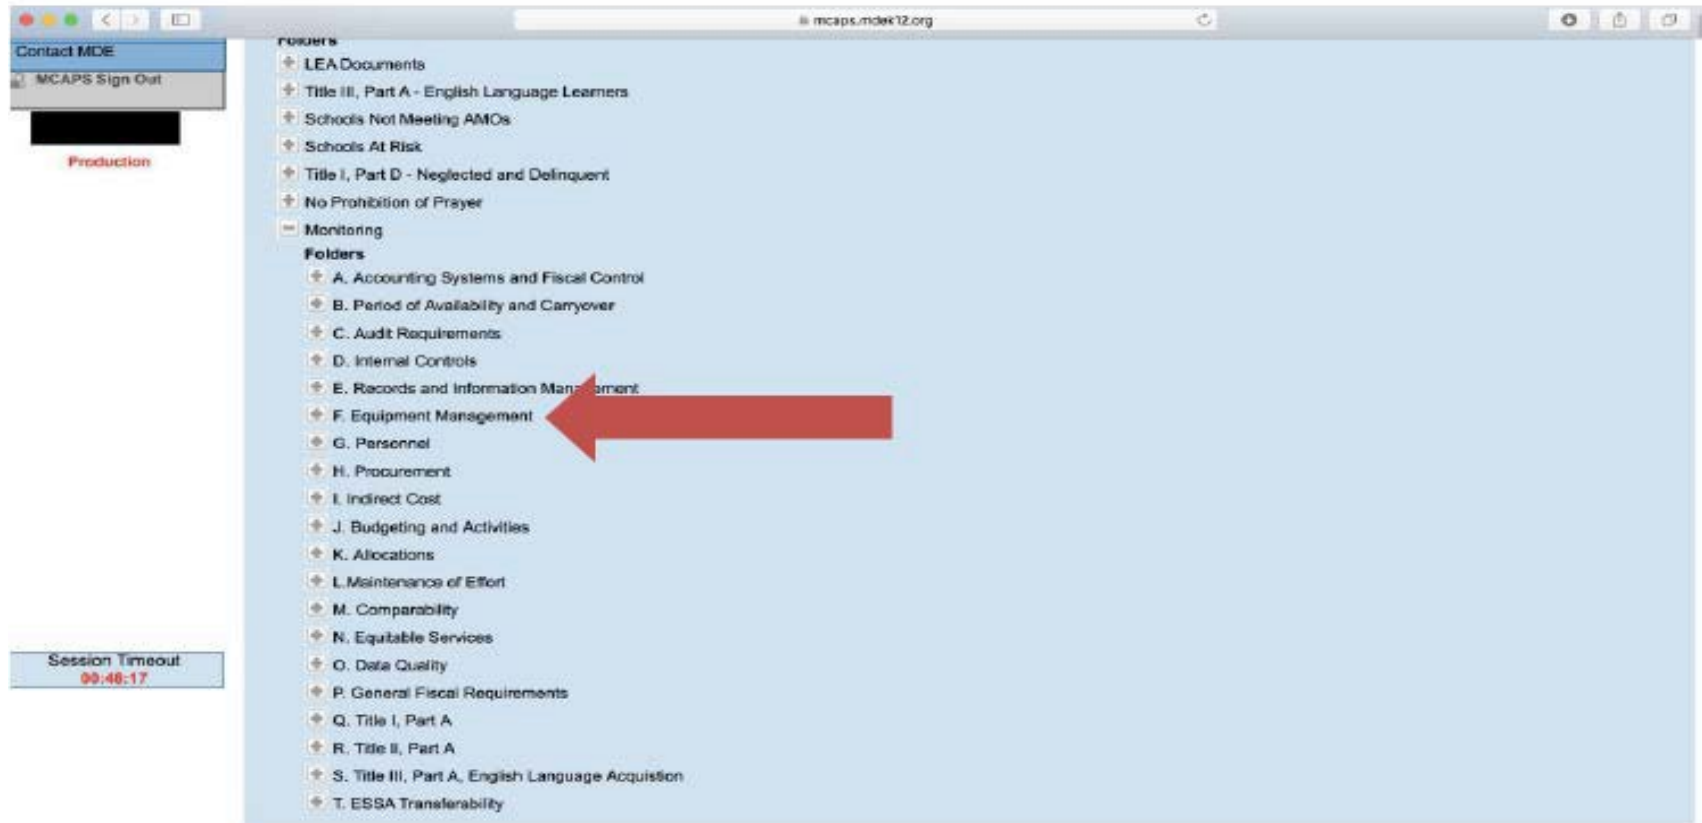 mcaps.mdek12.org
Contact MDE
MCAPS Sign Out
Production
Session Timeout
00:48:17
Folders
LEA Documents
Title III, Part A - English Language Learners
Schools Not Meeting AMOs
Schools At Risk
Title I, Part D - Neglected and Delinquent
No Prohibition of Prayer
Monitoring
Folders
A. Accounting Systems and Fiscal Control
B. Period of Availability and Carryover
C. Audit Requirements
D. Internal Controls
E. Records and Information Management
F. Equipment Management
G. Personnel
H. Procurement
I. Indirect Cost
J. Budgeting and Activities
K. Allocations
L.Maintenance of Effort
M. Comparability
N. Equitable Services
O. Data Quality
P. General Fiscal Requirements
Q. Title I, Part A
R. Title II, Part A
S. Title III, Part A, English Language Acquistion
T. ESSA Transferability